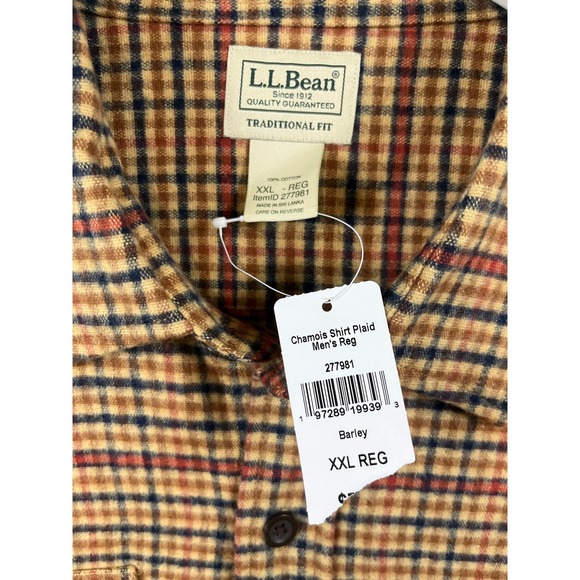 L.L.Bean®
Since 1912
QUALITY GUARANTEED
TRADITIONAL FIT
100% COTTON
XXL - REG
ItemID 277981
MADE IN SRI LANKA
CARE ON REVERSE
Chamois Shirt Plaid
Men's Reg
277981
1 97289 19939 3
Barley
XXL REG